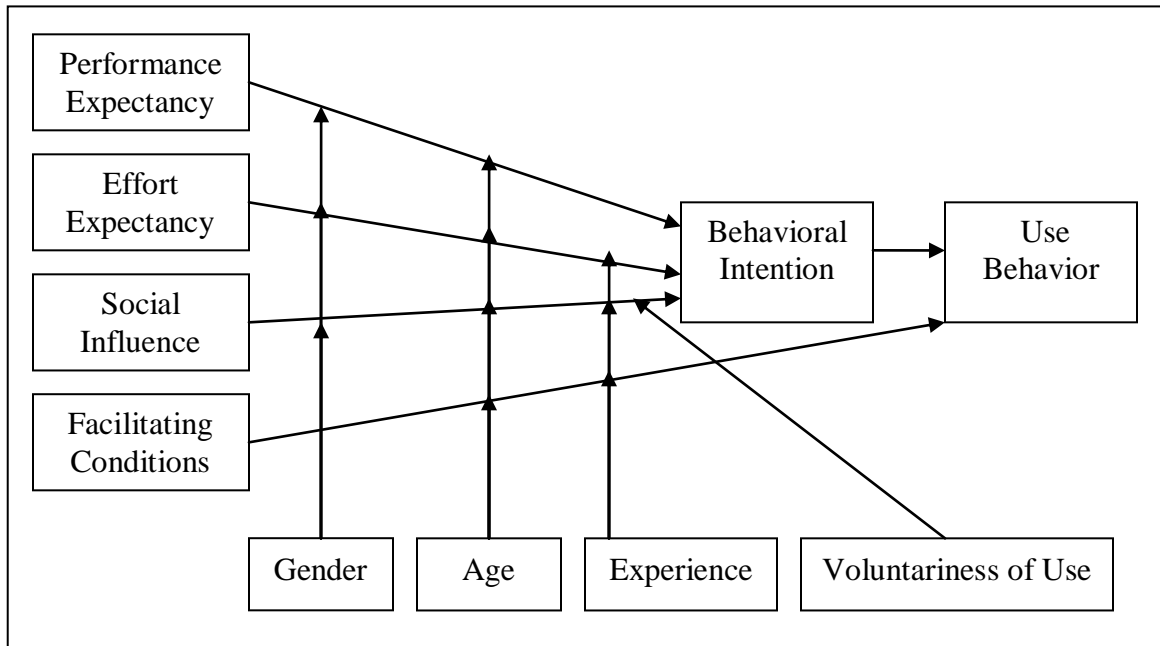 Performance
Expectancy
Effort
Expectancy
Social
Influence
Facilitating
Conditions
Behavioral
Intention
Use
Behavior
Gender
Age
Experience
Voluntariness of Use